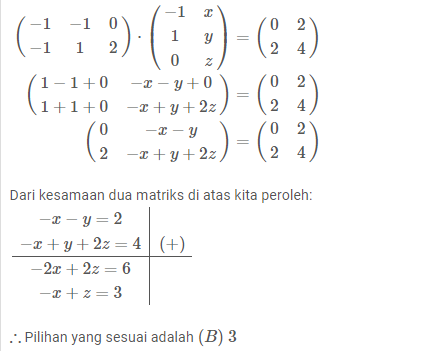 $\begin{pmatrix} -1 & -1 & 0 \\ -1 & 1 & 2 \end{pmatrix} \cdot \begin{pmatrix} -1 & x \\ 1 & y \\ 0 & z \end{pmatrix} = \begin{pmatrix} 0 & 2 \\ 2 & 4 \end{pmatrix}$
$\begin{pmatrix} 1-1+0 & -x-y+0 \\ 1+1+0 & -x+y+2z \end{pmatrix} = \begin{pmatrix} 0 & 2 \\ 2 & 4 \end{pmatrix}$
$\begin{pmatrix} 0 & -x-y \\ 2 & -x+y+2z \end{pmatrix} = \begin{pmatrix} 0 & 2 \\ 2 & 4 \end{pmatrix}$
Dari kesamaan dua matriks di atas kita peroleh:
$-x-y=2$
$-x+y+2z=4$ (+)
$-2x+2z=6$
$-x+z=3$
∴ Pilihan yang sesuai adalah $(B)\ 3$